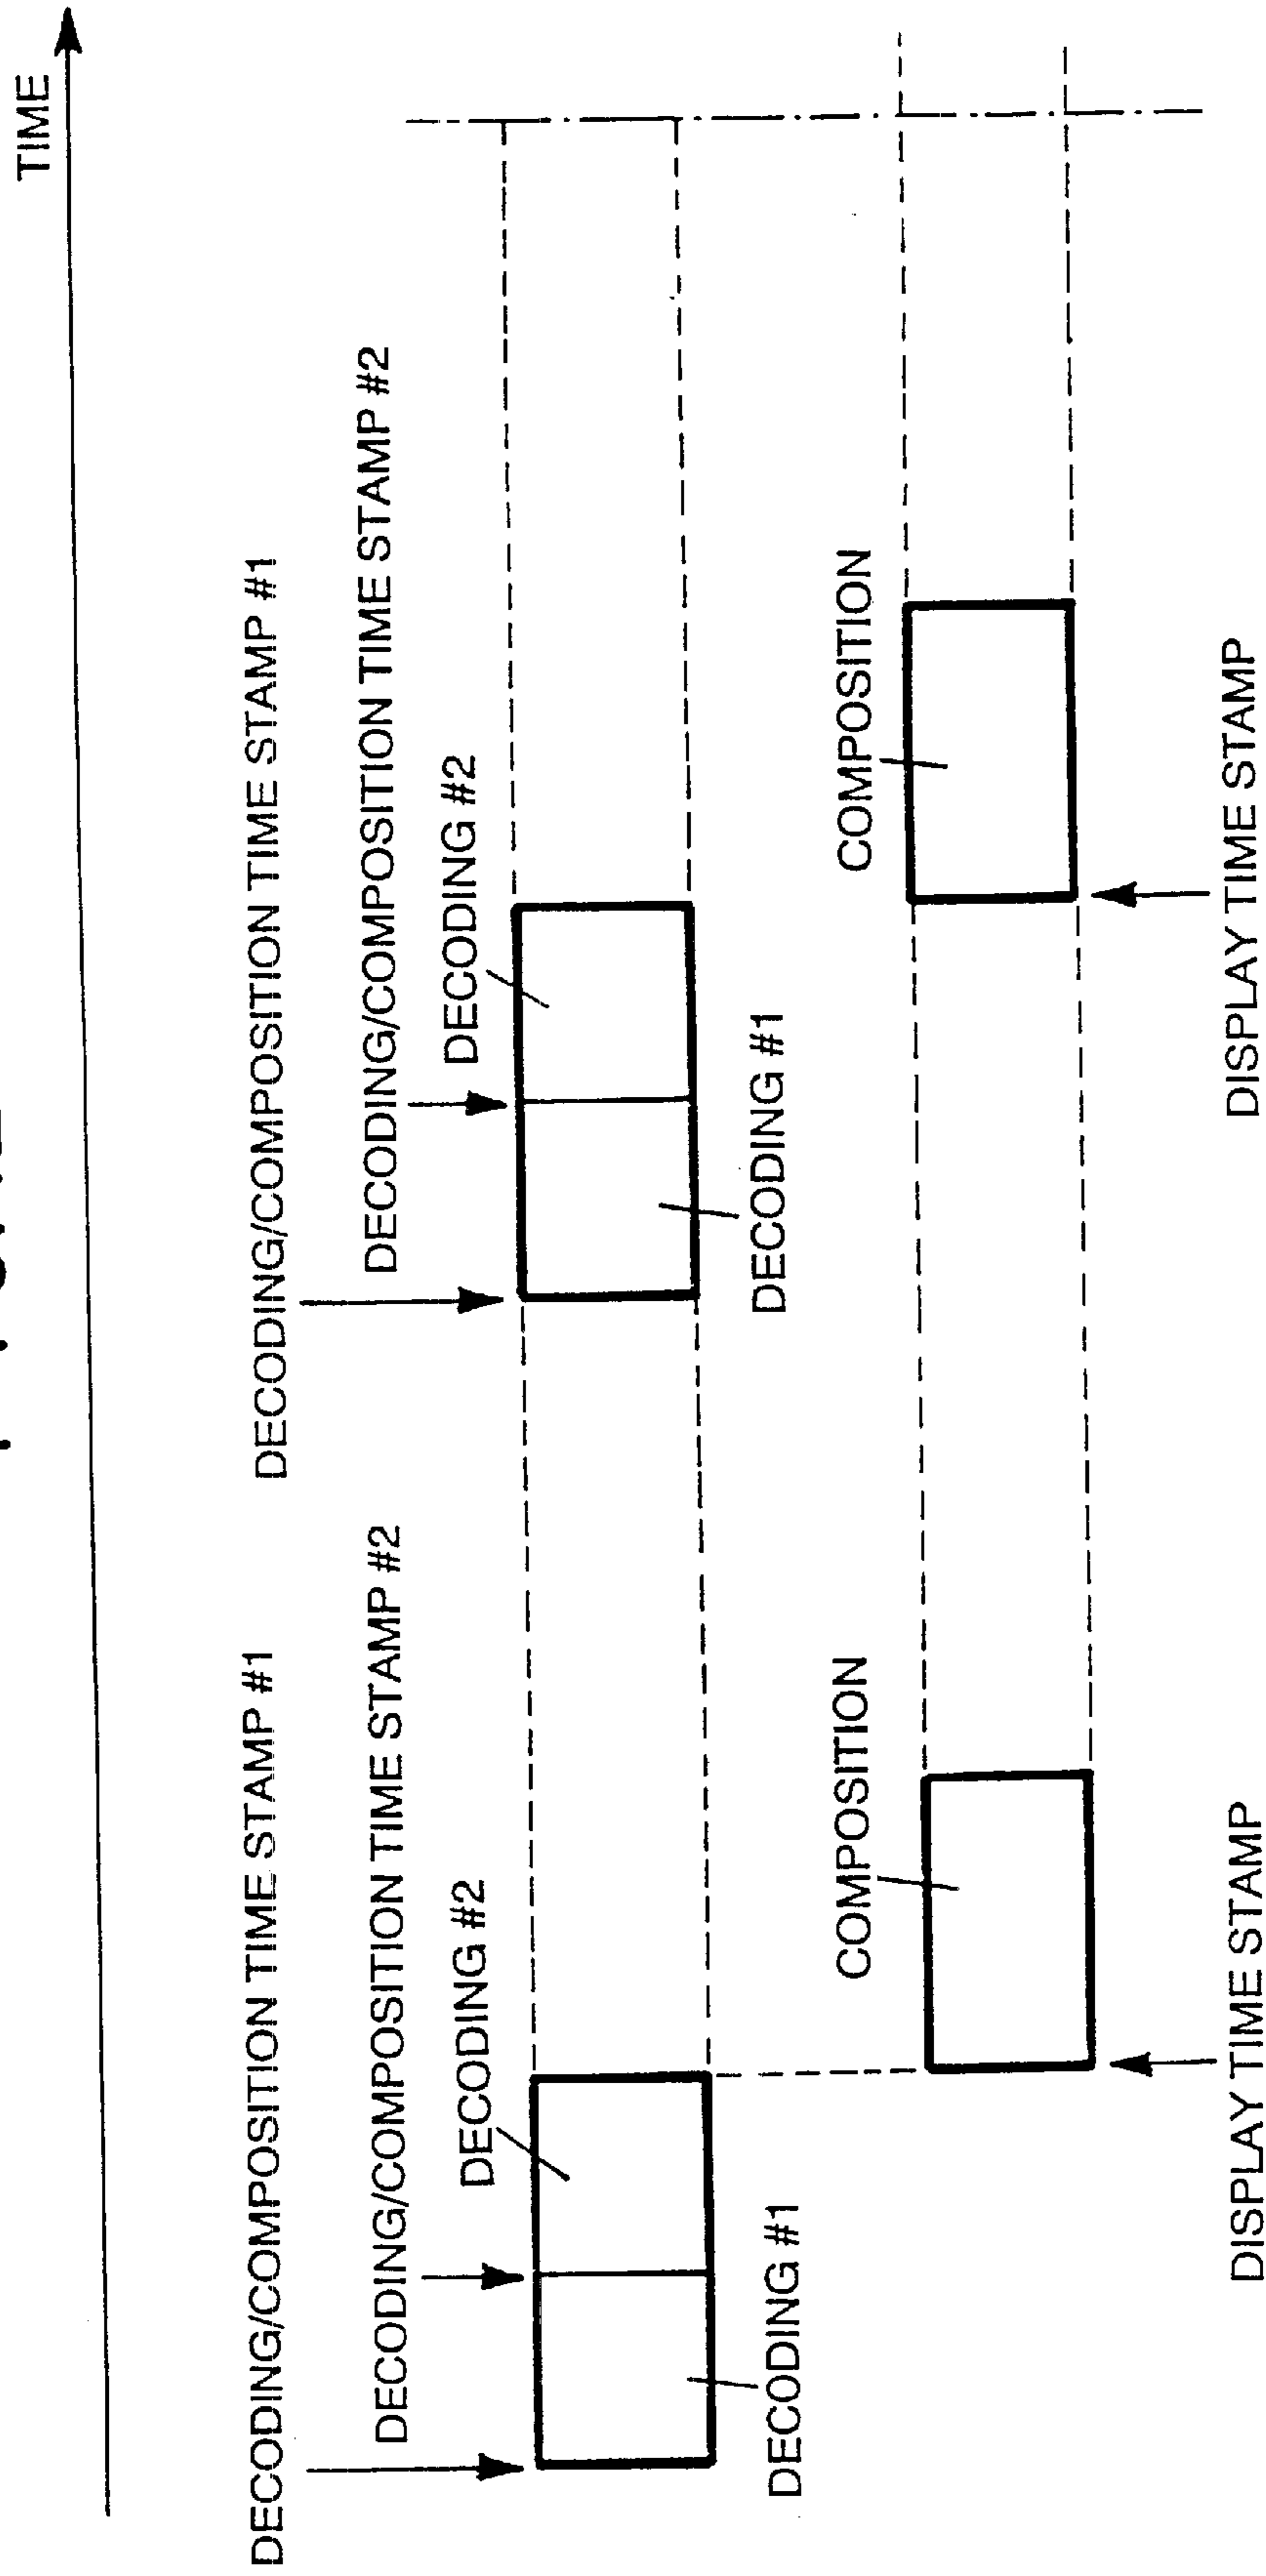 TIME
DECODING/COMPOSITION TIME STAMP #1
DECODING/COMPOSITION TIME STAMP #2
DECODING #2
DECODING #1
COMPOSITION
DISPLAY TIME STAMP
DECODING/COMPOSITION TIME STAMP #1
DECODING/COMPOSITION TIME STAMP #2
DECODING #2
DECODING #1
COMPOSITION
DISPLAY TIME STAMP